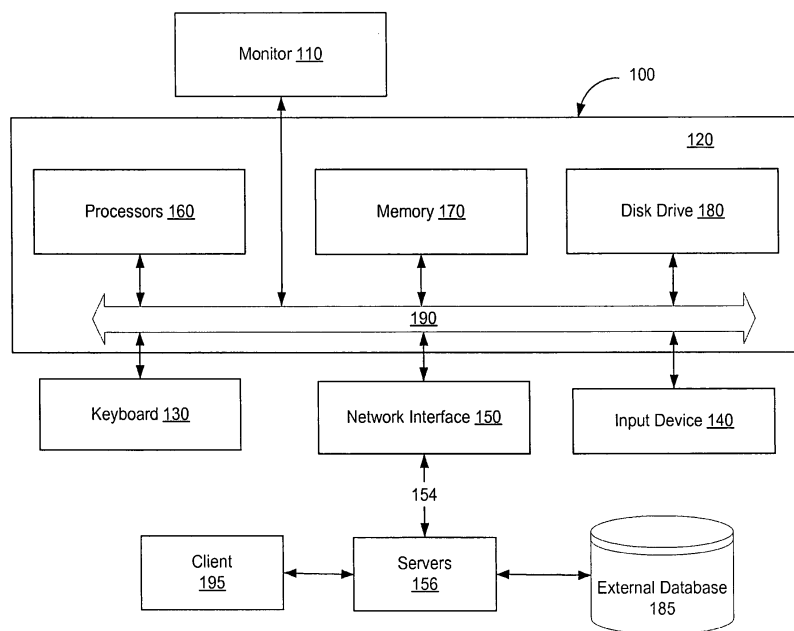 Monitor 110
100
120
Processors 160
Memory 170
Disk Drive 180
190
Keyboard 130
Network Interface 150
Input Device 140
154
Client
195
Servers
156
External Database
185